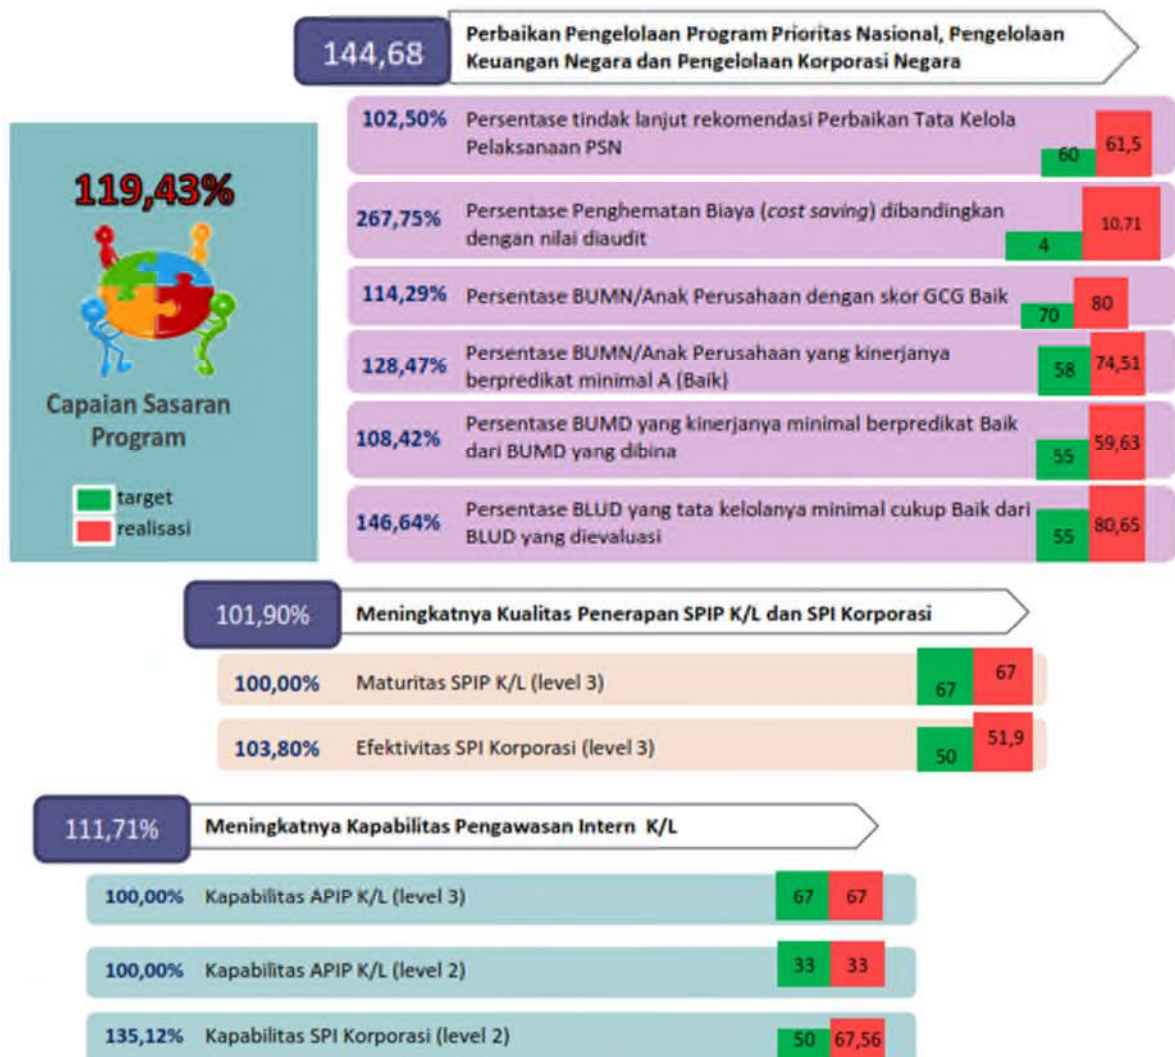 144,68
Perbaikan Pengelolaan Program Prioritas Nasional, Pengelolaan
Keuangan Negara dan Pengelolaan Korporasi Negara
119,43%
Capaian Sasaran
Program
target
realisasi
102,50% Persentase tindak lanjut rekomendasi Perbaikan Tata Kelola
Pelaksanaan PSN
60 61,5
267,75% Persentase Penghematan Biaya (cost saving) dibandingkan
dengan nilai diaudit
4 10,71
114,29% Persentase BUMN/Anak Perusahaan dengan skor GCG Baik
70 80
128,47% Persentase BUMN/Anak Perusahaan yang kinerjanya
berpredikat minimal A (Baik)
58 74,51
108,42% Persentase BUMD yang kinerjanya minimal berpredikat Baik
dari BUMD yang dibina
55 59,63
146,64% Persentase BLUD yang tata kelolanya minimal cukup Baik dari
BLUD yang dievaluasi
55 80,65
101,90% Meningkatnya Kualitas Penerapan SPIP K/L dan SPI Korporasi
100,00% Maturitas SPIP K/L (level 3) 67 67
103,80% Efektivitas SPI Korporasi (level 3) 50 51,9
111,71% Meningkatnya Kapabilitas Pengawasan Intern K/L
100,00% Kapabilitas APIP K/L (level 3) 67 67
100,00% Kapabilitas APIP K/L (level 2) 33 33
135,12% Kapabilitas SPI Korporasi (level 2) 50 67,56